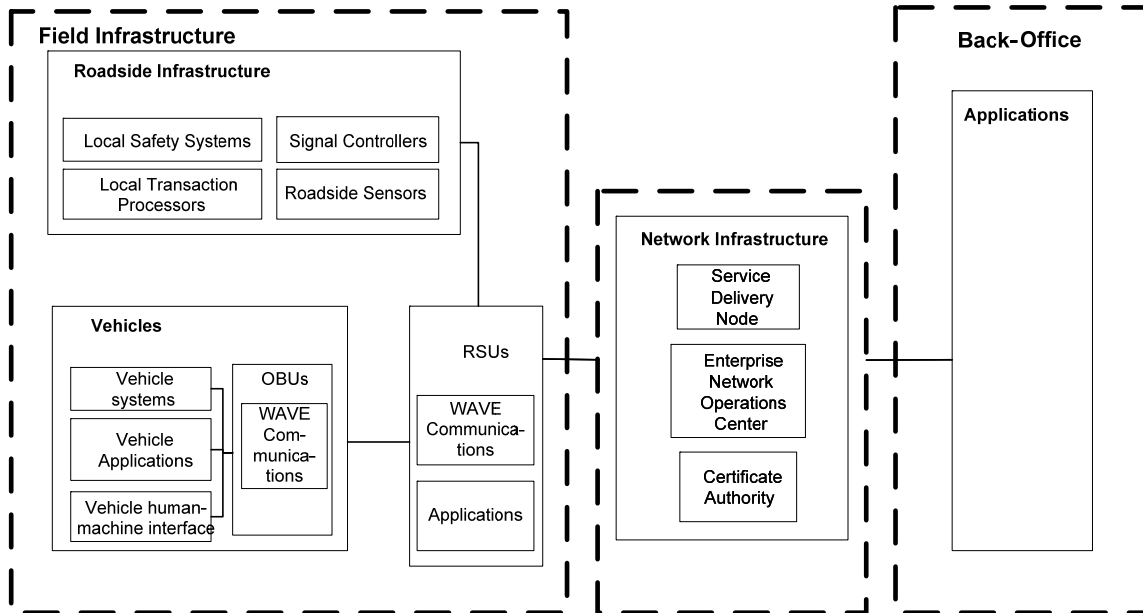 Field Infrastructure
Roadside Infrastructure
Local Safety Systems
Signal Controllers
Local Transaction
Processors
Roadside Sensors
Vehicles
Vehicle
systems
Vehicle
Applications
Vehicle human-
machine interface
OBUs
WAVE
Com-
munica-
tions
RSUs
WAVE
Communica-
tions
Applications
Network Infrastructure
Service
Delivery
Node
Enterprise
Network
Operations
Center
Certificate
Authority
Back-Office
Applications